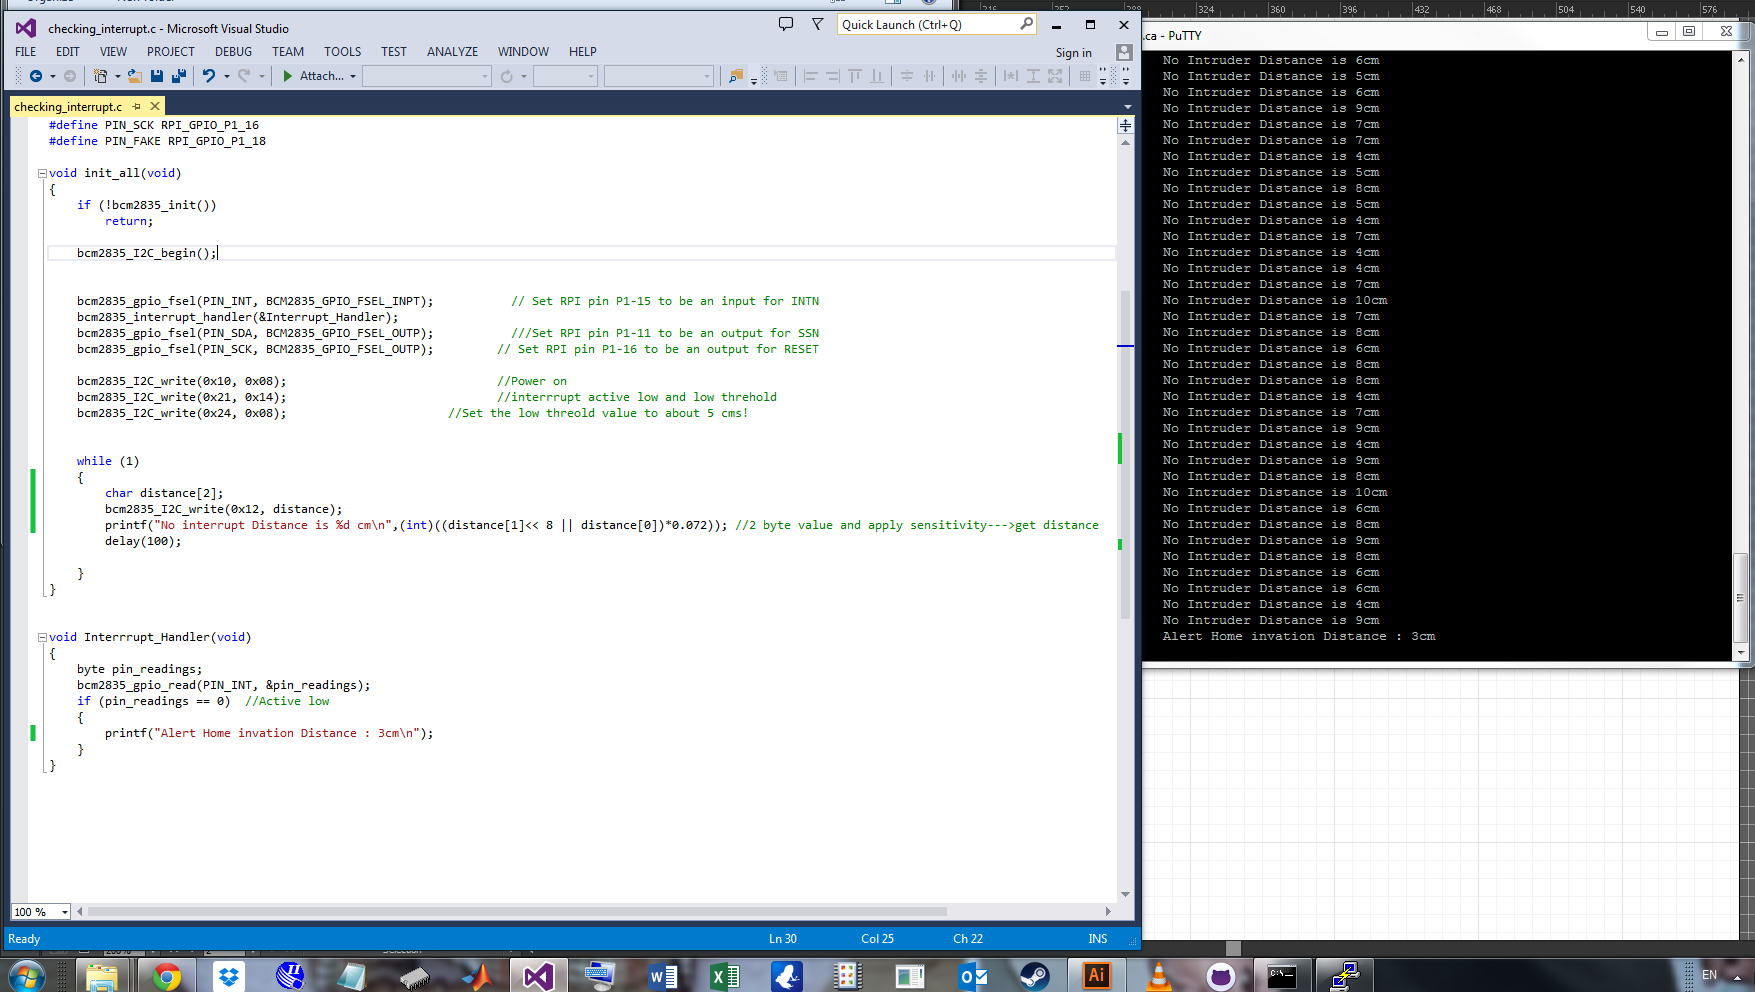 checking_interrupt.c - Microsoft Visual Studio
Quick Launch (Ctrl+Q)
FILE EDIT VIEW PROJECT DEBUG TEAM TOOLS TEST ANALYZE WINDOW HELP
Sign in
Attach...
checking_interrupt.c
#define PIN_SCK RPI_GPIO_P1_16
#define PIN_FAKE RPI_GPIO_P1_18
void init_all(void)
{
if (!bcm2835_init())
return;
bcm2835_I2C_begin();
bcm2835_gpio_fsel(PIN_INT, BCM2835_GPIO_FSEL_INPT); // Set RPI pin P1-15 to be an input for INTN
bcm2835_interrupt_handler(&Interrupt_Handler);
bcm2835_gpio_fsel(PIN_SDA, BCM2835_GPIO_FSEL_OUTP); ///Set RPI pin P1-11 to be an output for SSN
bcm2835_gpio_fsel(PIN_SCK, BCM2835_GPIO_FSEL_OUTP); // Set RPI pin P1-16 to be an output for RESET
bcm2835_I2C_write(0x10, 0x08); //Power on
bcm2835_I2C_write(0x21, 0x14); //interrrupt active low and low threhold
bcm2835_I2C_write(0x24, 0x08); //Set the low threold value to about 5 cms!
while (1)
{
char distance[2];
bcm2835_I2C_write(0x12, distance);
printf("No interrupt Distance is %d cm\n",(int)((distance[1]<< 8 || distance[0])*0.072)); //2 byte value and apply sensitivity--->get distance
delay(100);
}
}
void Interrrupt_Handler(void)
{
byte pin_readings;
bcm2835_gpio_read(PIN_INT, &pin_readings);
if (pin_readings == 0) //Active low
{
printf("Alert Home invation Distance : 3cm\n");
}
}
100 %
Ready Ln 30 Col 25 Ch 22 INS
288 324 360 396 432 468 504 540 576
.ca - PuTTY
No Intruder Distance is 6cm
No Intruder Distance is 5cm
No Intruder Distance is 6cm
No Intruder Distance is 9cm
No Intruder Distance is 7cm
No Intruder Distance is 7cm
No Intruder Distance is 4cm
No Intruder Distance is 5cm
No Intruder Distance is 8cm
No Intruder Distance is 5cm
No Intruder Distance is 4cm
No Intruder Distance is 7cm
No Intruder Distance is 4cm
No Intruder Distance is 4cm
No Intruder Distance is 7cm
No Intruder Distance is 10cm
No Intruder Distance is 7cm
No Intruder Distance is 8cm
No Intruder Distance is 6cm
No Intruder Distance is 8cm
No Intruder Distance is 8cm
No Intruder Distance is 4cm
No Intruder Distance is 7cm
No Intruder Distance is 9cm
No Intruder Distance is 4cm
No Intruder Distance is 9cm
No Intruder Distance is 8cm
No Intruder Distance is 10cm
No Intruder Distance is 6cm
No Intruder Distance is 8cm
No Intruder Distance is 9cm
No Intruder Distance is 8cm
No Intruder Distance is 6cm
No Intruder Distance is 6cm
No Intruder Distance is 4cm
No Intruder Distance is 9cm
Alert Home invation Distance : 3cm
Ai
C:\
EN